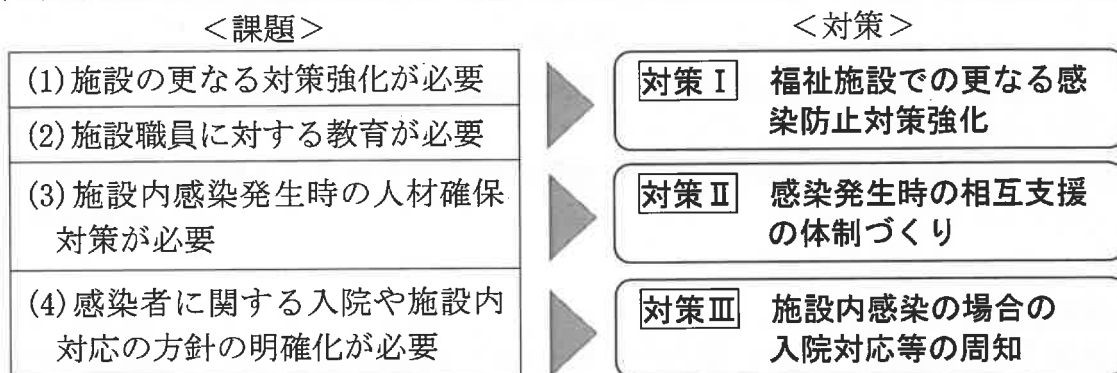 <課題>
(1)施設の更なる対策強化が必要
(2)施設職員に対する教育が必要
(3)施設内感染発生時の人材確保
対策が必要
(4)感染者に関する入院や施設内
対応の方針の明確化が必要
<対策>
対策Ⅰ 福祉施設での更なる感
染防止対策強化
対策Ⅱ 感染発生時の相互支援
の体制づくり
対策Ⅲ 施設内感染の場合の
入院対応等の周知